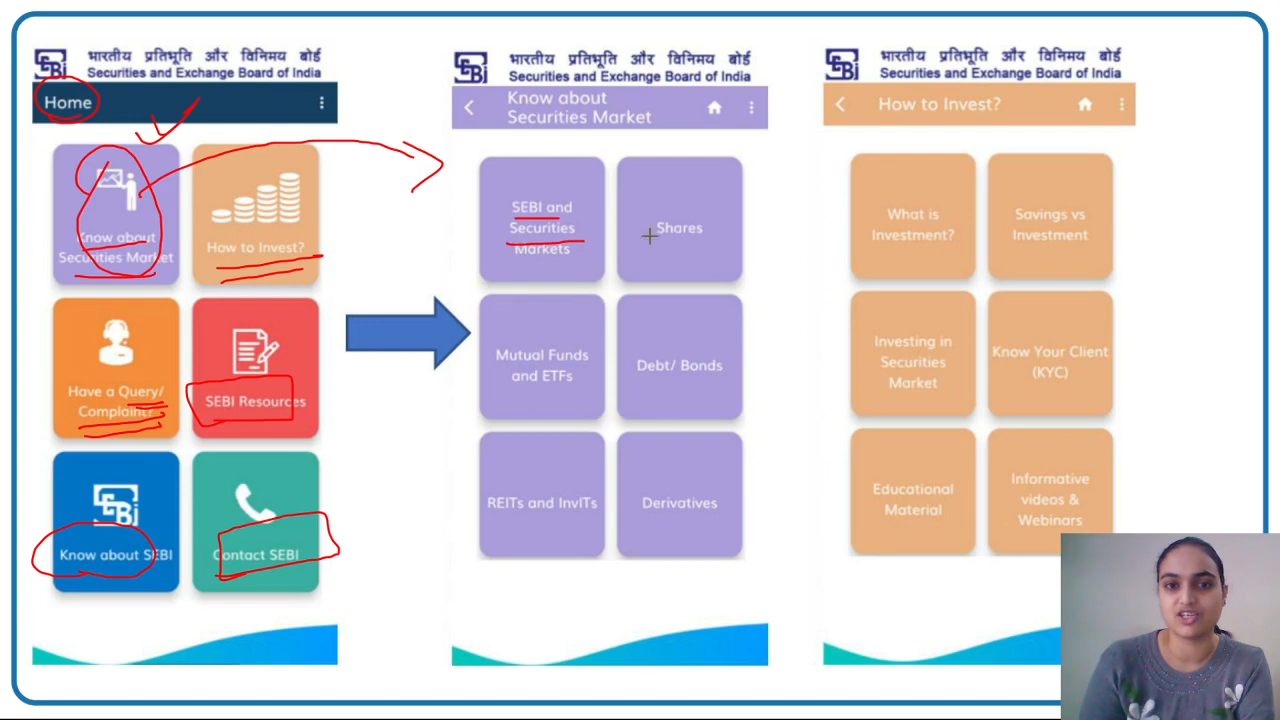 SEBI
भारतीय प्रतिभूति और विनिमय बोर्ड
Securities and Exchange Board of India
Home
Know about
Securities Market
How to Invest?
Have a Query/
Complaint?
SEBI Resources
SEBI
Know about SEBI
Contact SEBI
SEBI
भारतीय प्रतिभूति और विनिमय बोर्ड
Securities and Exchange Board of India
Know about
Securities Market
SEBI and
Securities
Markets
Shares
Mutual Funds
and ETFs
Debt/ Bonds
REITs and InvITs
Derivatives
SEBI
भारतीय प्रतिभूति और विनिमय बोर्ड
Securities and Exchange Board of India
How to Invest?
What is
Investment?
Savings vs
Investment
Investing in
Securities
Market
Know Your Client
(KYC)
Educational
Material
Informative
videos &
Webinars